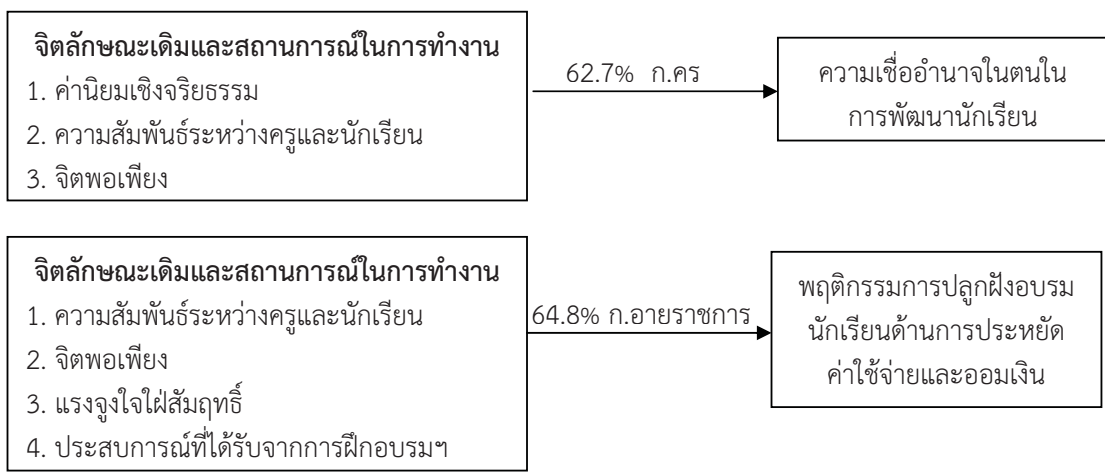 จิตลักษณะเดิมและสถานการณ์ในการทำงาน
1. ค่านิยมเชิงจริยธรรม
2. ความสัมพันธ์ระหว่างครูและนักเรียน
3. จิตพอเพียง
62.7% ก.คร
ความเชื่ออำนาจในตนใน
การพัฒนานักเรียน
จิตลักษณะเดิมและสถานการณ์ในการทำงาน
1. ความสัมพันธ์ระหว่างครูและนักเรียน
2. จิตพอเพียง
3. แรงจูงใจใฝ่สัมฤทธิ์
4. ประสบการณ์ที่ได้รับจากการฝึกอบรมฯ
64.8% ก.อายราชการ
พฤติกรรมการปลูกฝังอบรม
นักเรียนด้านการประหยัด
ค่าใช้จ่ายและออมเงิน